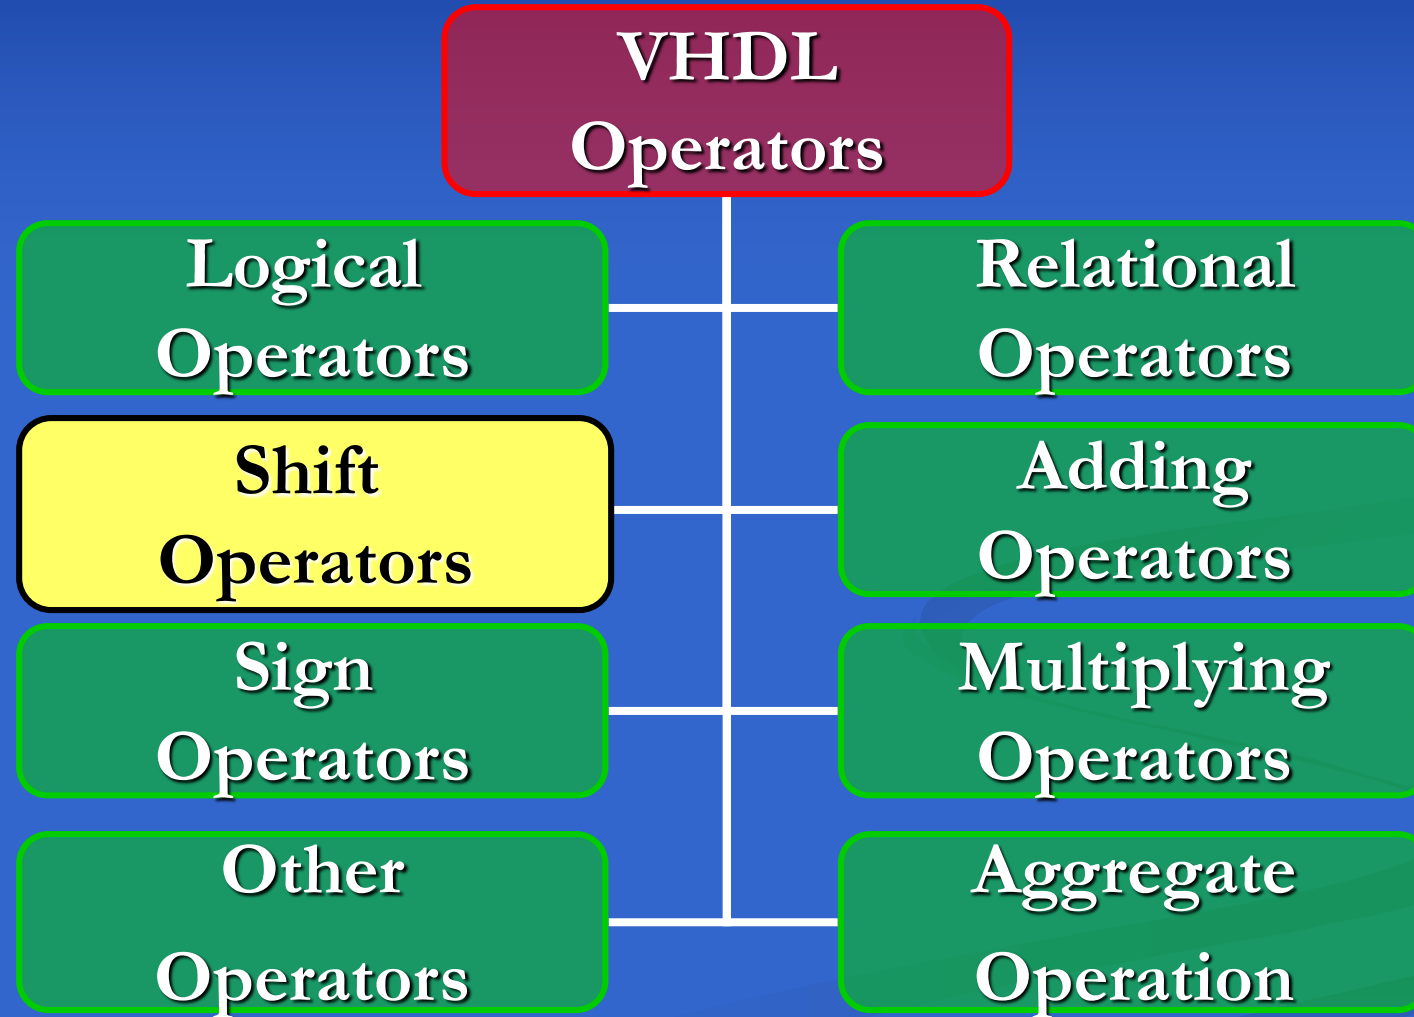 VHDL
Operators
Logical
Operators
Relational
Operators
Shift
Operators
Adding
Operators
Sign
Operators
Multiplying
Operators
Other
Operators
Aggregate
Operation